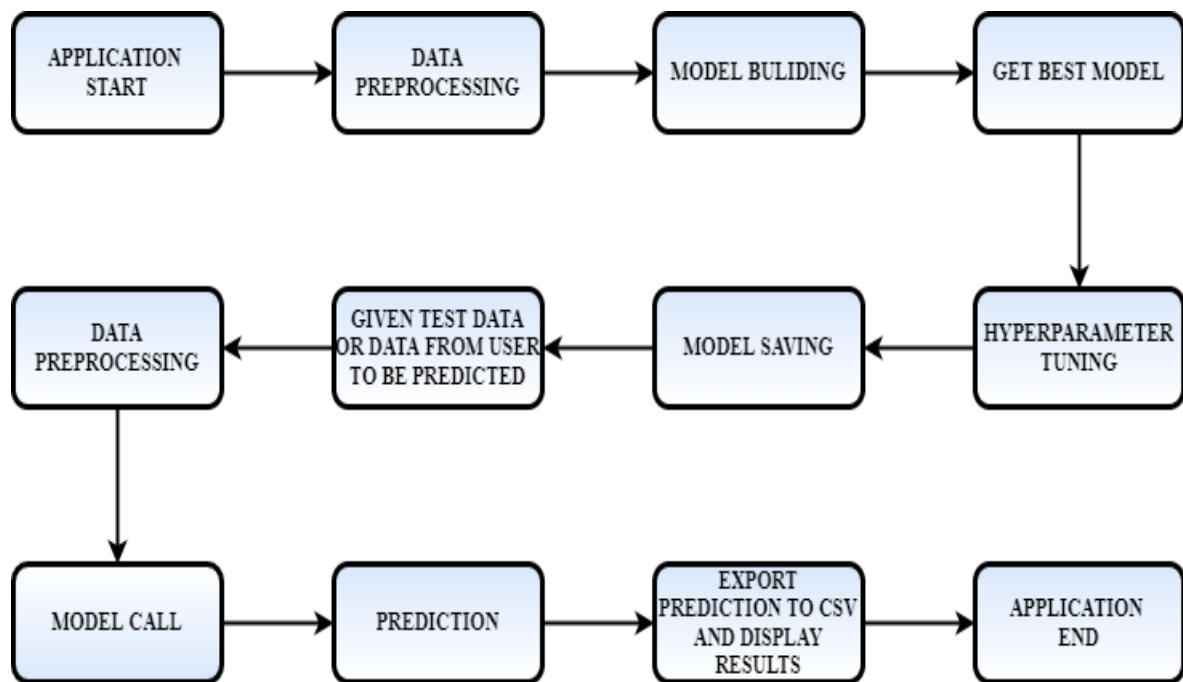 APPLICATION
START
DATA
PREPROCESSING
MODEL BULIDING
GET BEST MODEL
HYPERPARAMETER
TUNING
MODEL SAVING
GIVEN TEST DATA
OR DATA FROM USER
TO BE PREDICTED
DATA
PREPROCESSING
MODEL CALL
PREDICTION
EXPORT
PREDICTION TO CSV
AND DISPLAY
RESULTS
APPLICATION
END